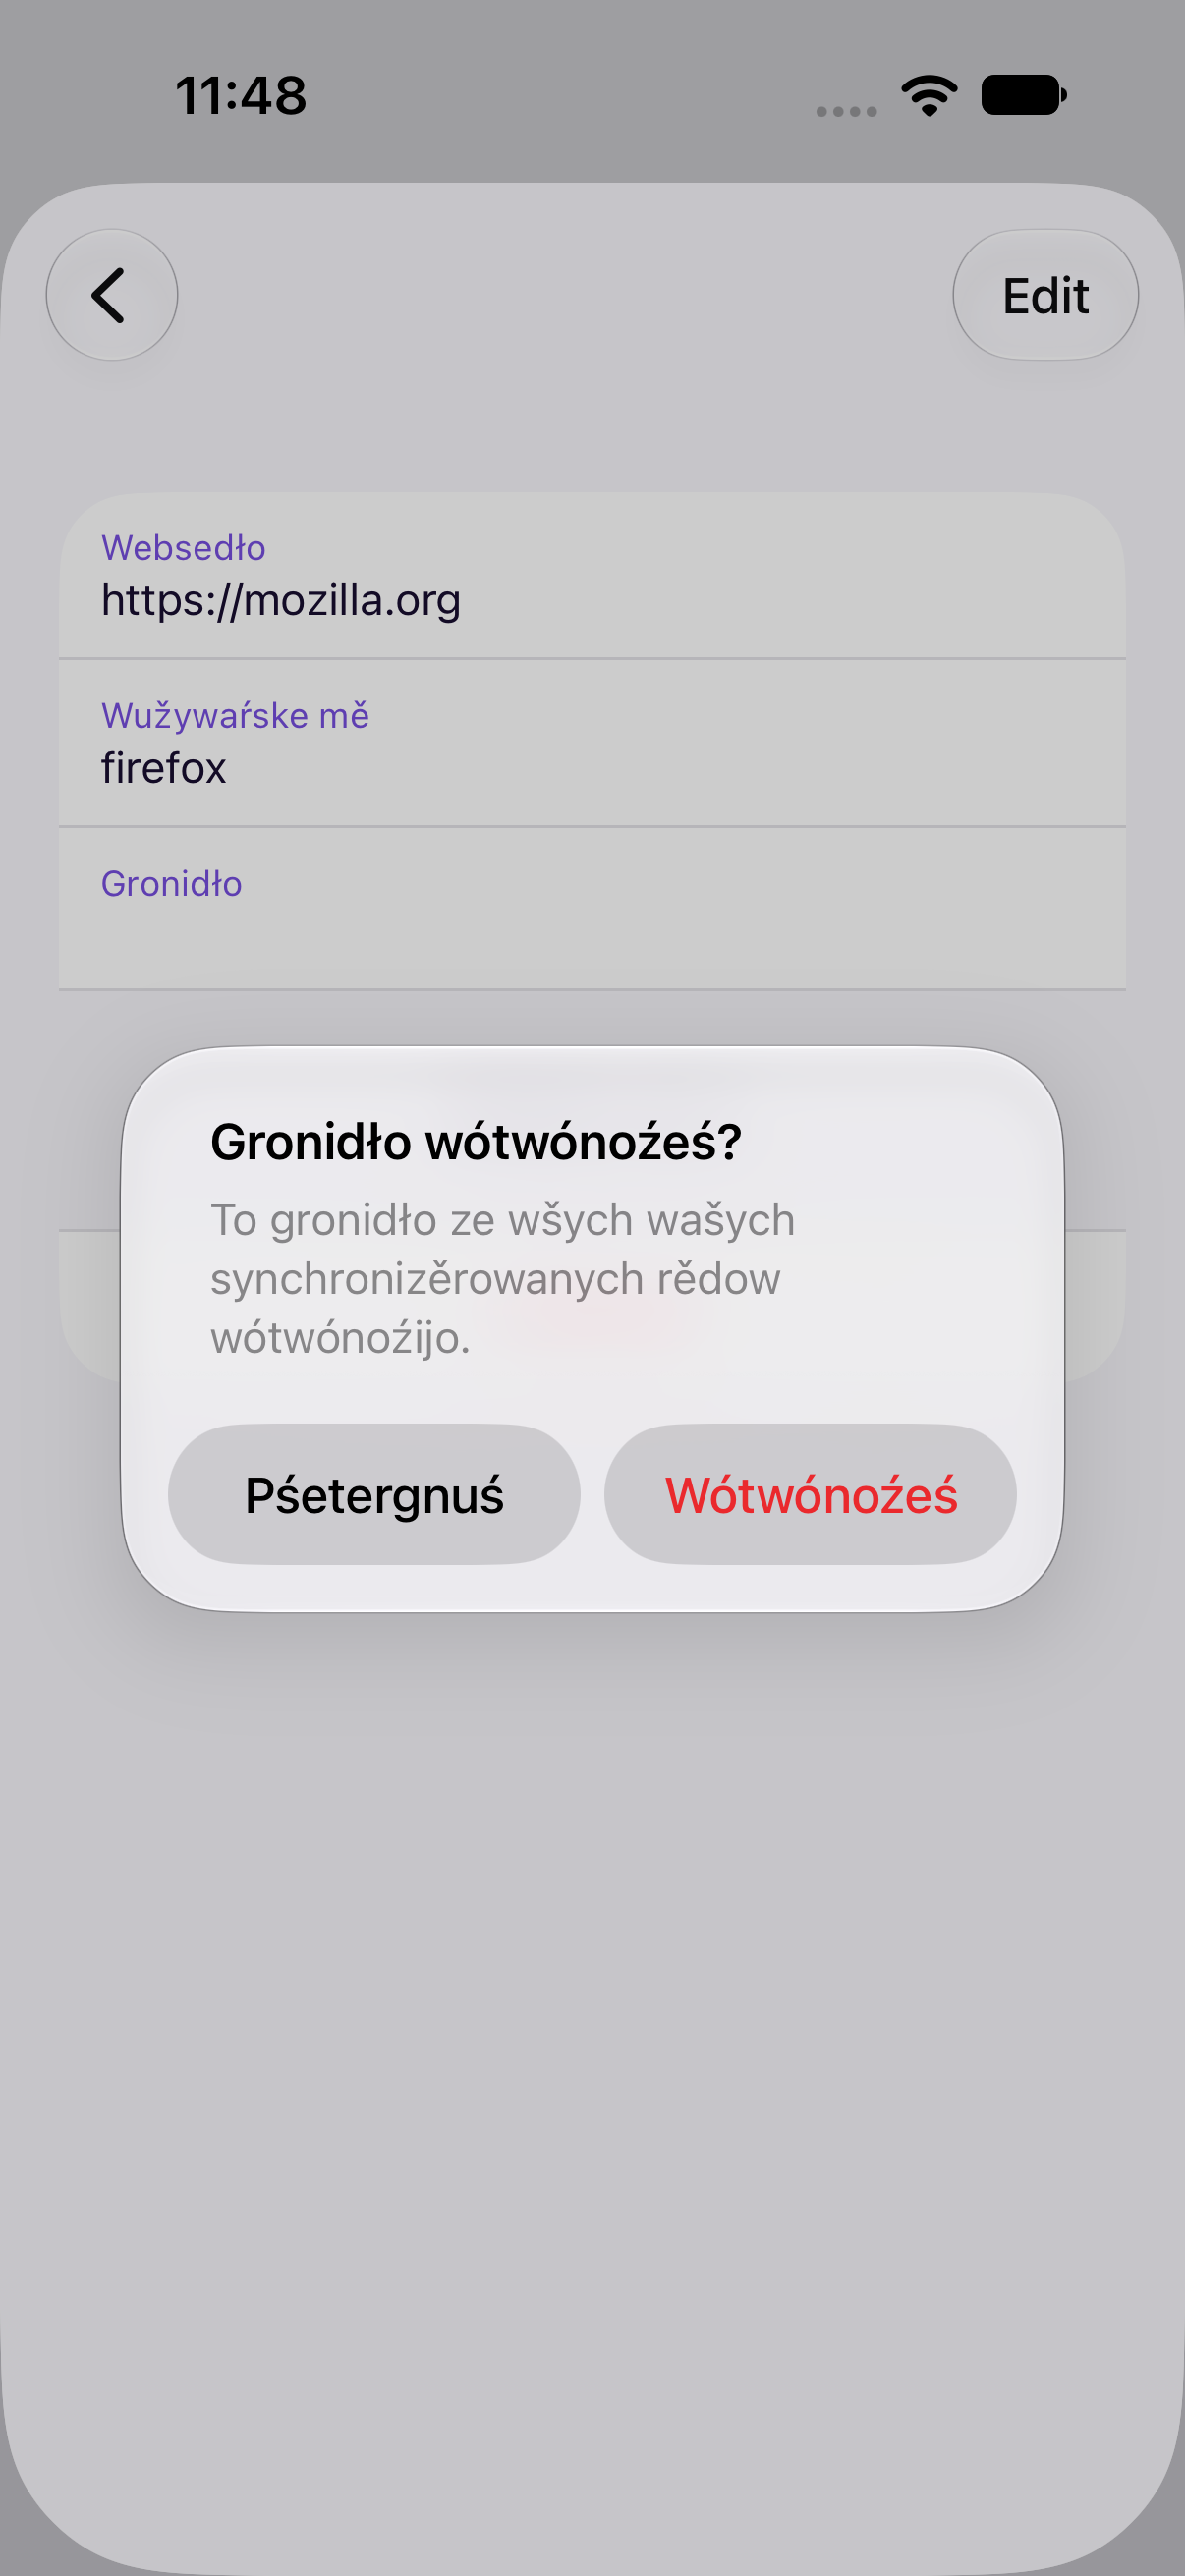 11:48
Edit
Websedło
https://mozilla.org
Wužywaŕske mě
firefox
Gronidło
Gronidło wótwónoźeś?
To gronidło ze wšych wašych
synchronizěrowanych rědow
wótwónoźijo.
Pśetergnuś
Wótwónoźeś